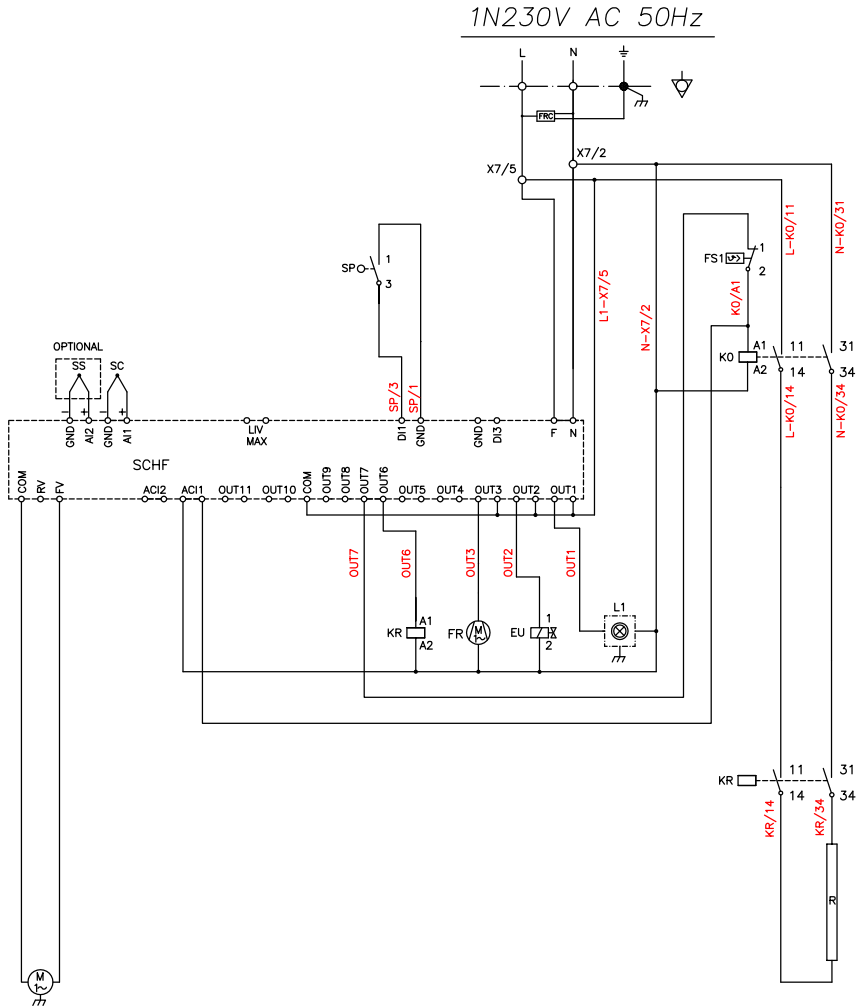 1N230V AC 50Hz
L
N
FRC
X7/2
X7/5
L-K0/11
N-K0/31
SP
1
3
FS1
1
2
L1-X7/5
N-X7/2
K0/A1
OPTIONAL
SS
SC
K0
A1
A2
11
14
31
34
SP/3
SP/1
L-K0/14
N-K0/34
- +
- +
GND
AI2
GND
AI1
LIV
MAX
DI1
GND
GND
DI3
F
N
SCHF
COM
RV
FV
ACI2
ACI1
OUT11
OUT10
COM
OUT9
OUT8
OUT7
OUT6
OUT5
OUT4
OUT3
OUT2
OUT1
OUT7
OUT6
OUT3
OUT2
OUT1
KR
A1
A2
FR
M
1~
EU
1
2
L1
KR
11
14
31
34
KR/14
KR/34
R
M
1~